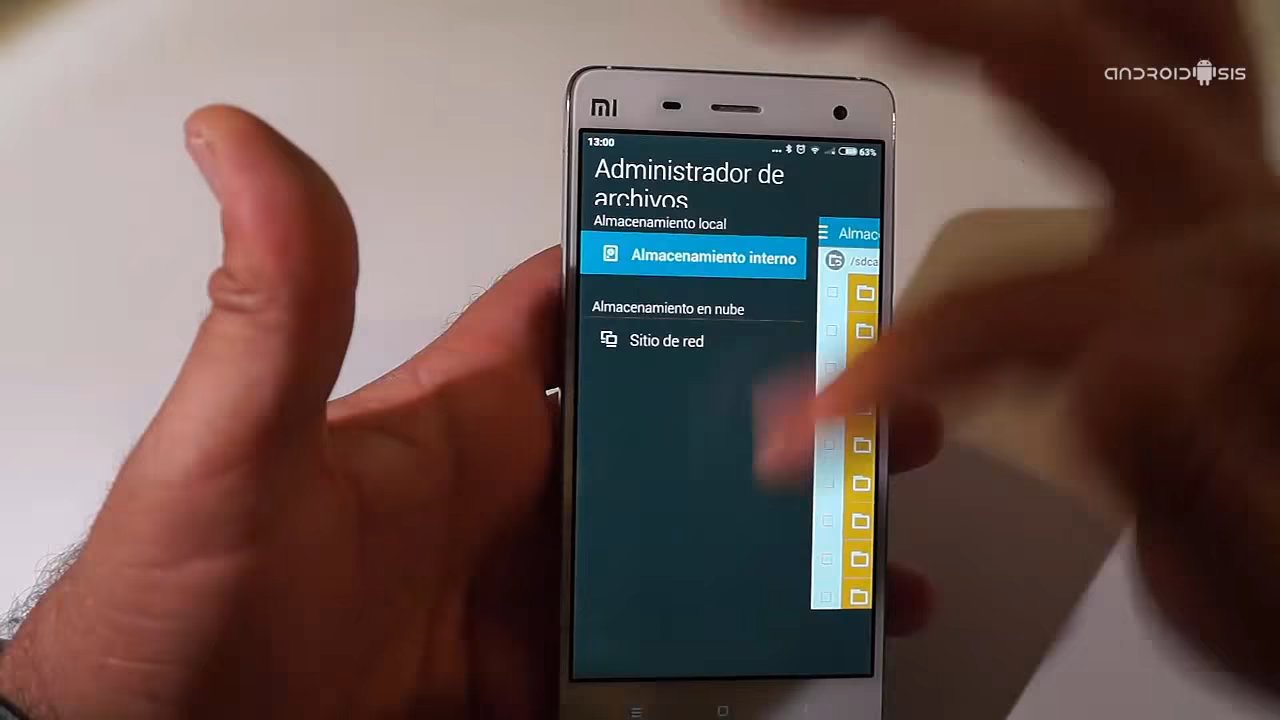 ANDROIDSIS
MI
13:00
63%
Administrador de
archivos
Almacenamiento local
Almacenamiento interno
Almacenamiento en nube
Sitio de red
Almac
/sdca